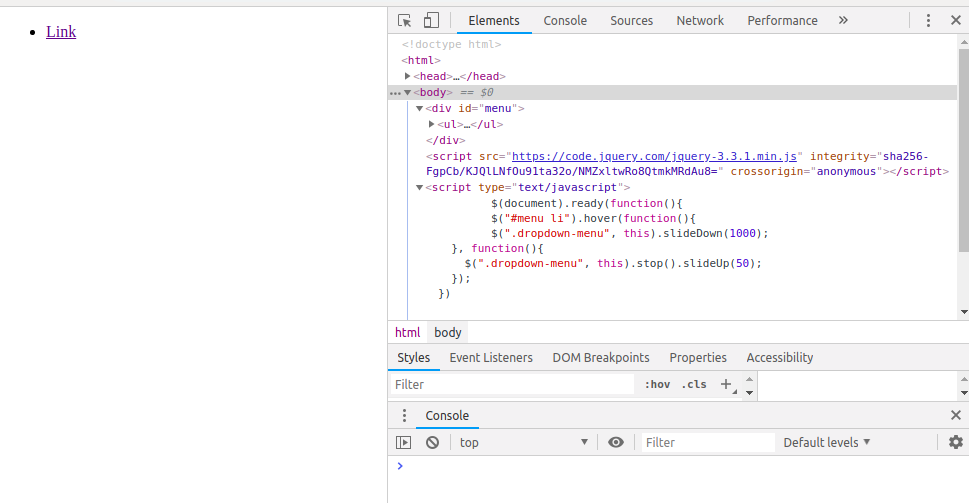 Link
Elements Console Sources Network Performance »
<!doctype html>
<html>
<head>…</head>
<body> == $0
<div id="menu">
<ul>…</ul>
</div>
<script src="https://code.jquery.com/jquery-3.3.1.min.js" integrity="sha256-
FgpCb/KJQlLNfOu91ta32o/NMZxltwRo8QtmkMRdAu8=" crossorigin="anonymous"></script>
<script type="text/javascript">
$(document).ready(function(){
$("#menu li").hover(function(){
$(".dropdown-menu", this).slideDown(1000);
}, function(){
$(".dropdown-menu", this).stop().slideUp(50);
});
})
html body
Styles Event Listeners DOM Breakpoints Properties Accessibility
Filter :hov .cls +
Console
top Filter Default levels